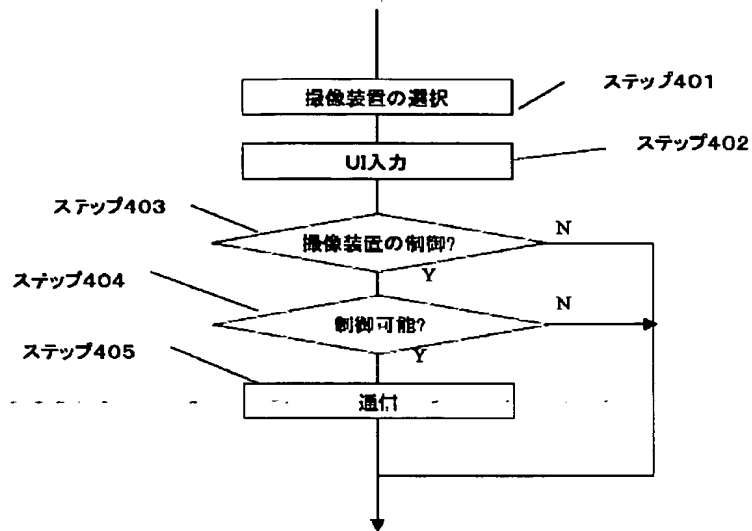 撮像装置の選択
ステップ401
UI入力
ステップ402
ステップ403
撮像装置の制御?
N
Y
ステップ404
制御可能?
N
Y
ステップ405
通信